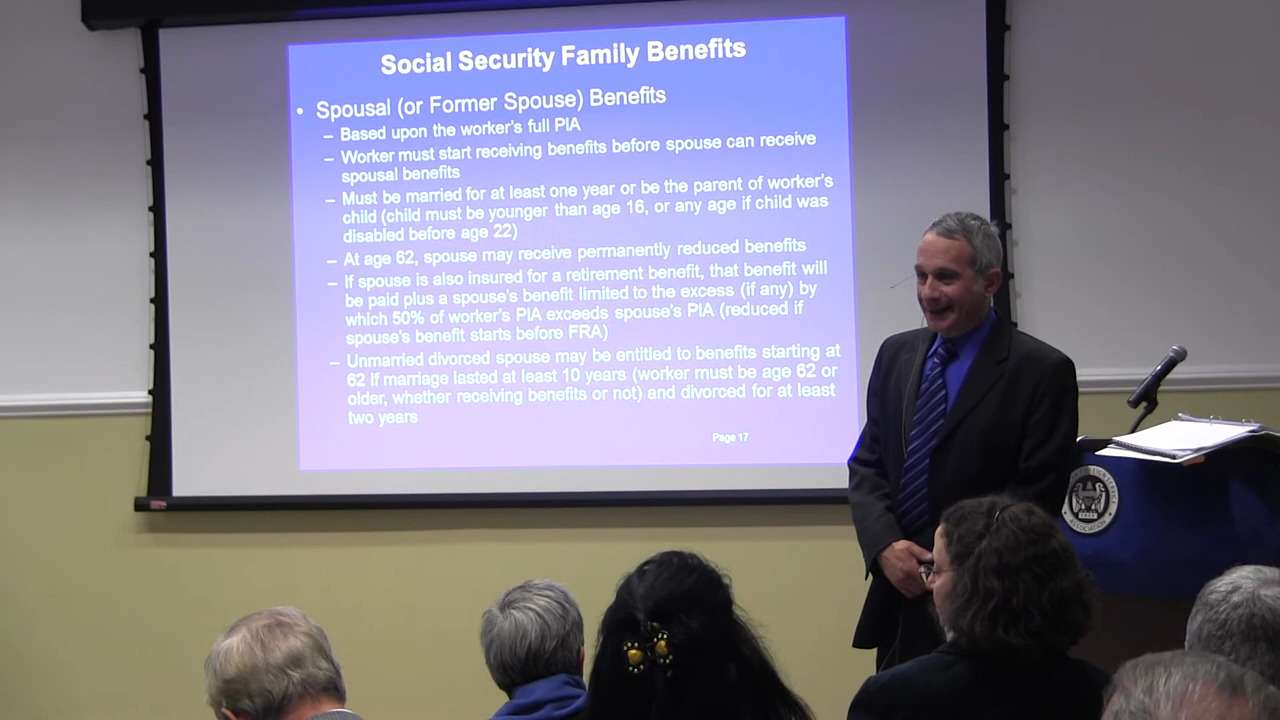 Social Security Family Benefits
• Spousal (or Former Spouse) Benefits
– Based upon the worker's full PIA
– Worker must start receiving benefits before spouse can receive
spousal benefits
– Must be married for at least one year or be the parent of worker's
child (child must be younger than age 16, or any age if child was
disabled before age 22)
– At age 62, spouse may receive permanently reduced benefits
– If spouse is also insured for a retirement benefit, that benefit will
be paid plus a spouse's benefit limited to the excess (if any) by
which 50% of worker's PIA exceeds spouse's PIA (reduced if
spouse's benefit starts before FRA)
– Unmarried divorced spouse may be entitled to benefits starting at
62 if marriage lasted at least 10 years (worker must be age 62 or
older, whether receiving benefits or not) and divorced for at least
two years
Page 17
FOREIGN SERVICE
ASSOCIATION